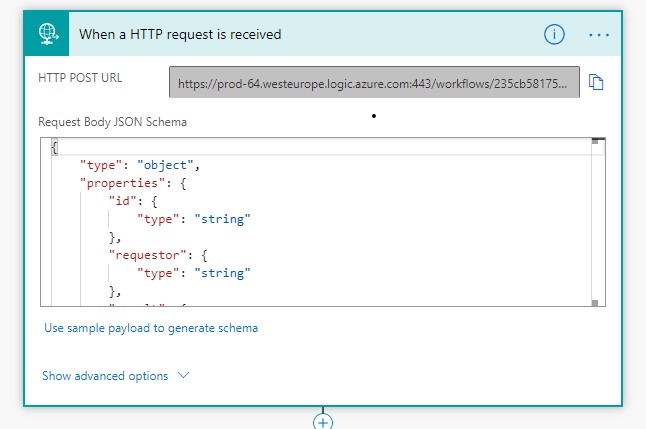 When a HTTP request is received
HTTP POST URL
https://prod-64.westeurope.logic.azure.com:443/workflows/235cb58175...
Request Body JSON Schema
{
"type": "object",
"properties": {
"id": {
"type": "string"
},
"requestor": {
"type": "string"
},
Use sample payload to generate schema
Show advanced options